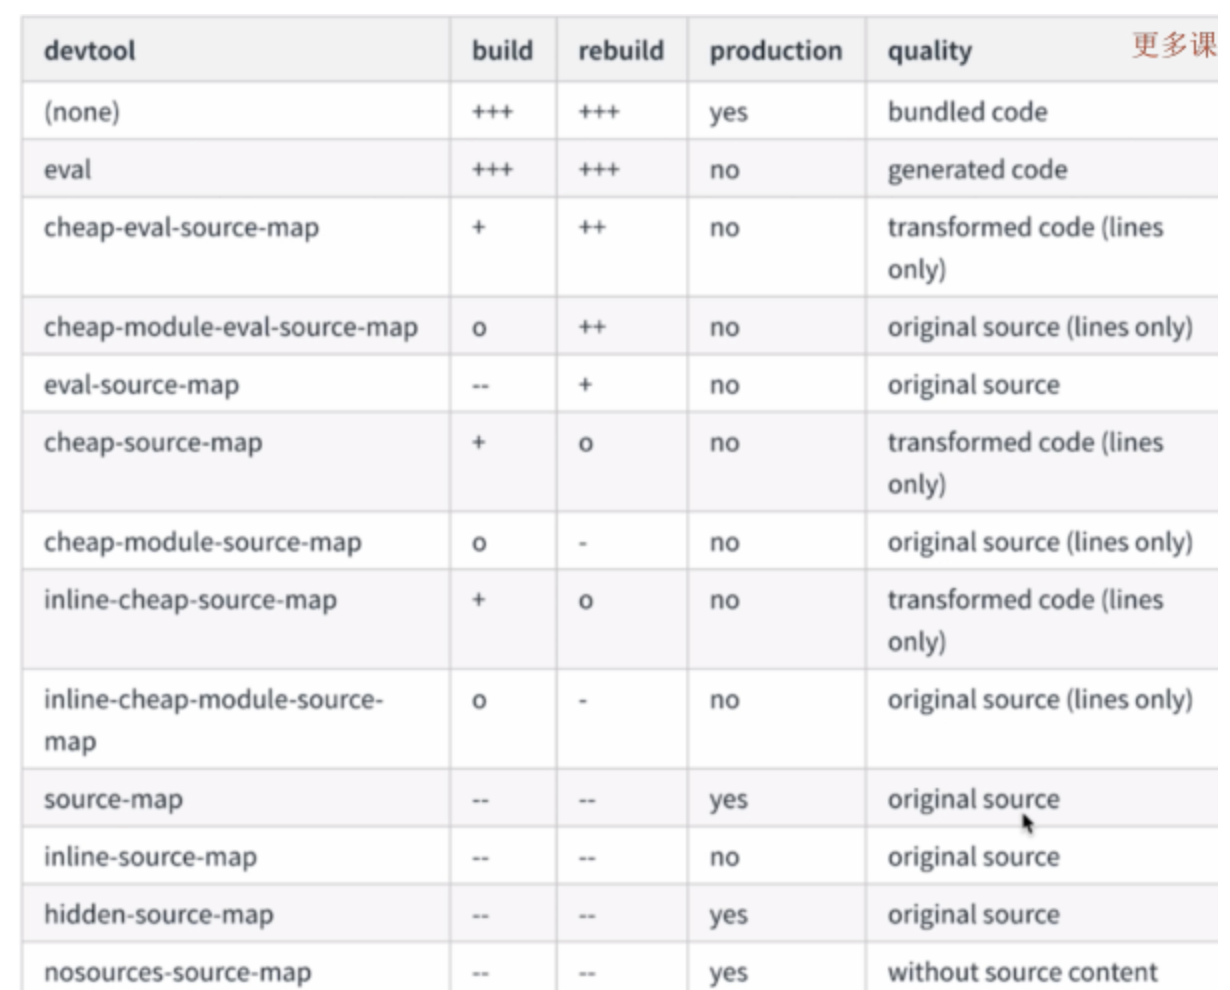 devtool build rebuild production quality 更多课
(none) +++ +++ yes bundled code
eval +++ +++ no generated code
cheap-eval-source-map + ++ no transformed code (lines
only)
cheap-module-eval-source-map o ++ no original source (lines only)
eval-source-map -- + no original source
cheap-source-map + o no transformed code (lines
only)
cheap-module-source-map o - no original source (lines only)
inline-cheap-source-map + o no transformed code (lines
only)
inline-cheap-module-source- o - no original source (lines only)
map
source-map -- -- yes original source
inline-source-map -- -- no original source
hidden-source-map -- -- yes original source
nosources-source-map -- -- yes without source content